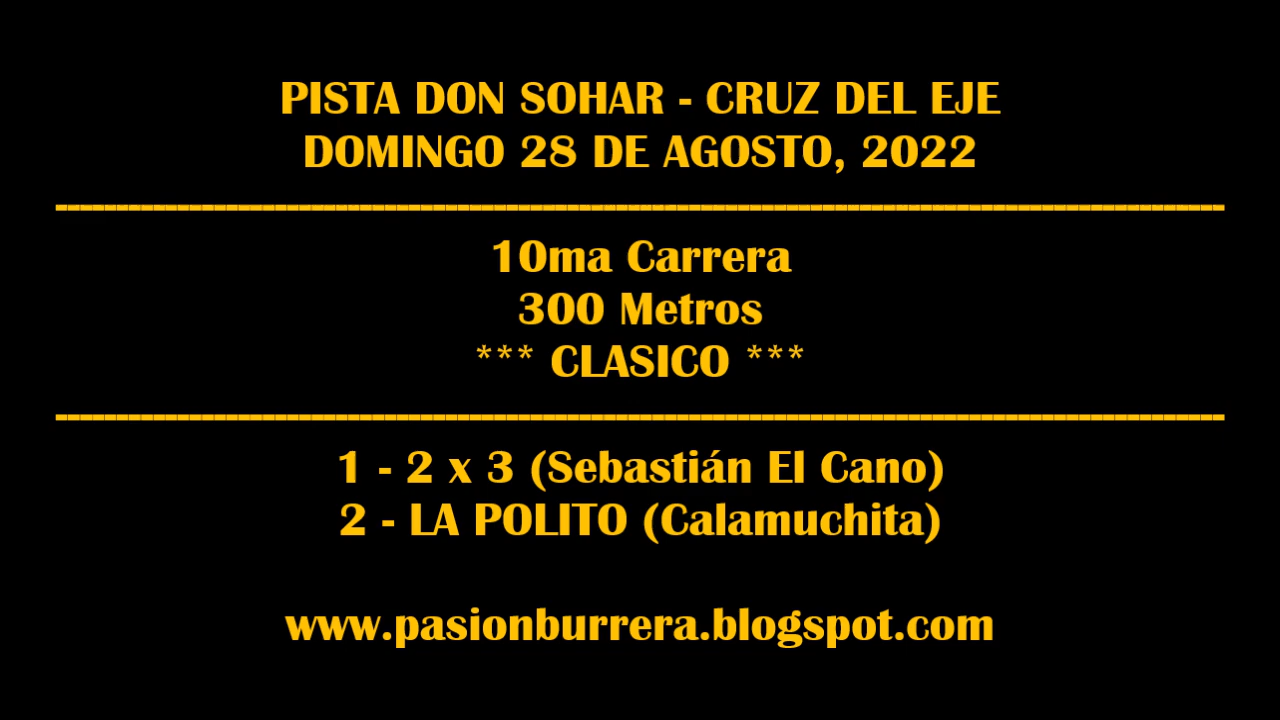 PISTA DON SOHAR - CRUZ DEL EJE
DOMINGO 28 DE AGOSTO, 2022
10ma Carrera
300 Metros
*** CLASICO ***
1 - 2 x 3 (Sebastián El Cano)
2 - LA POLITO (Calamuchita)
www.pasionburrera.blogspot.com